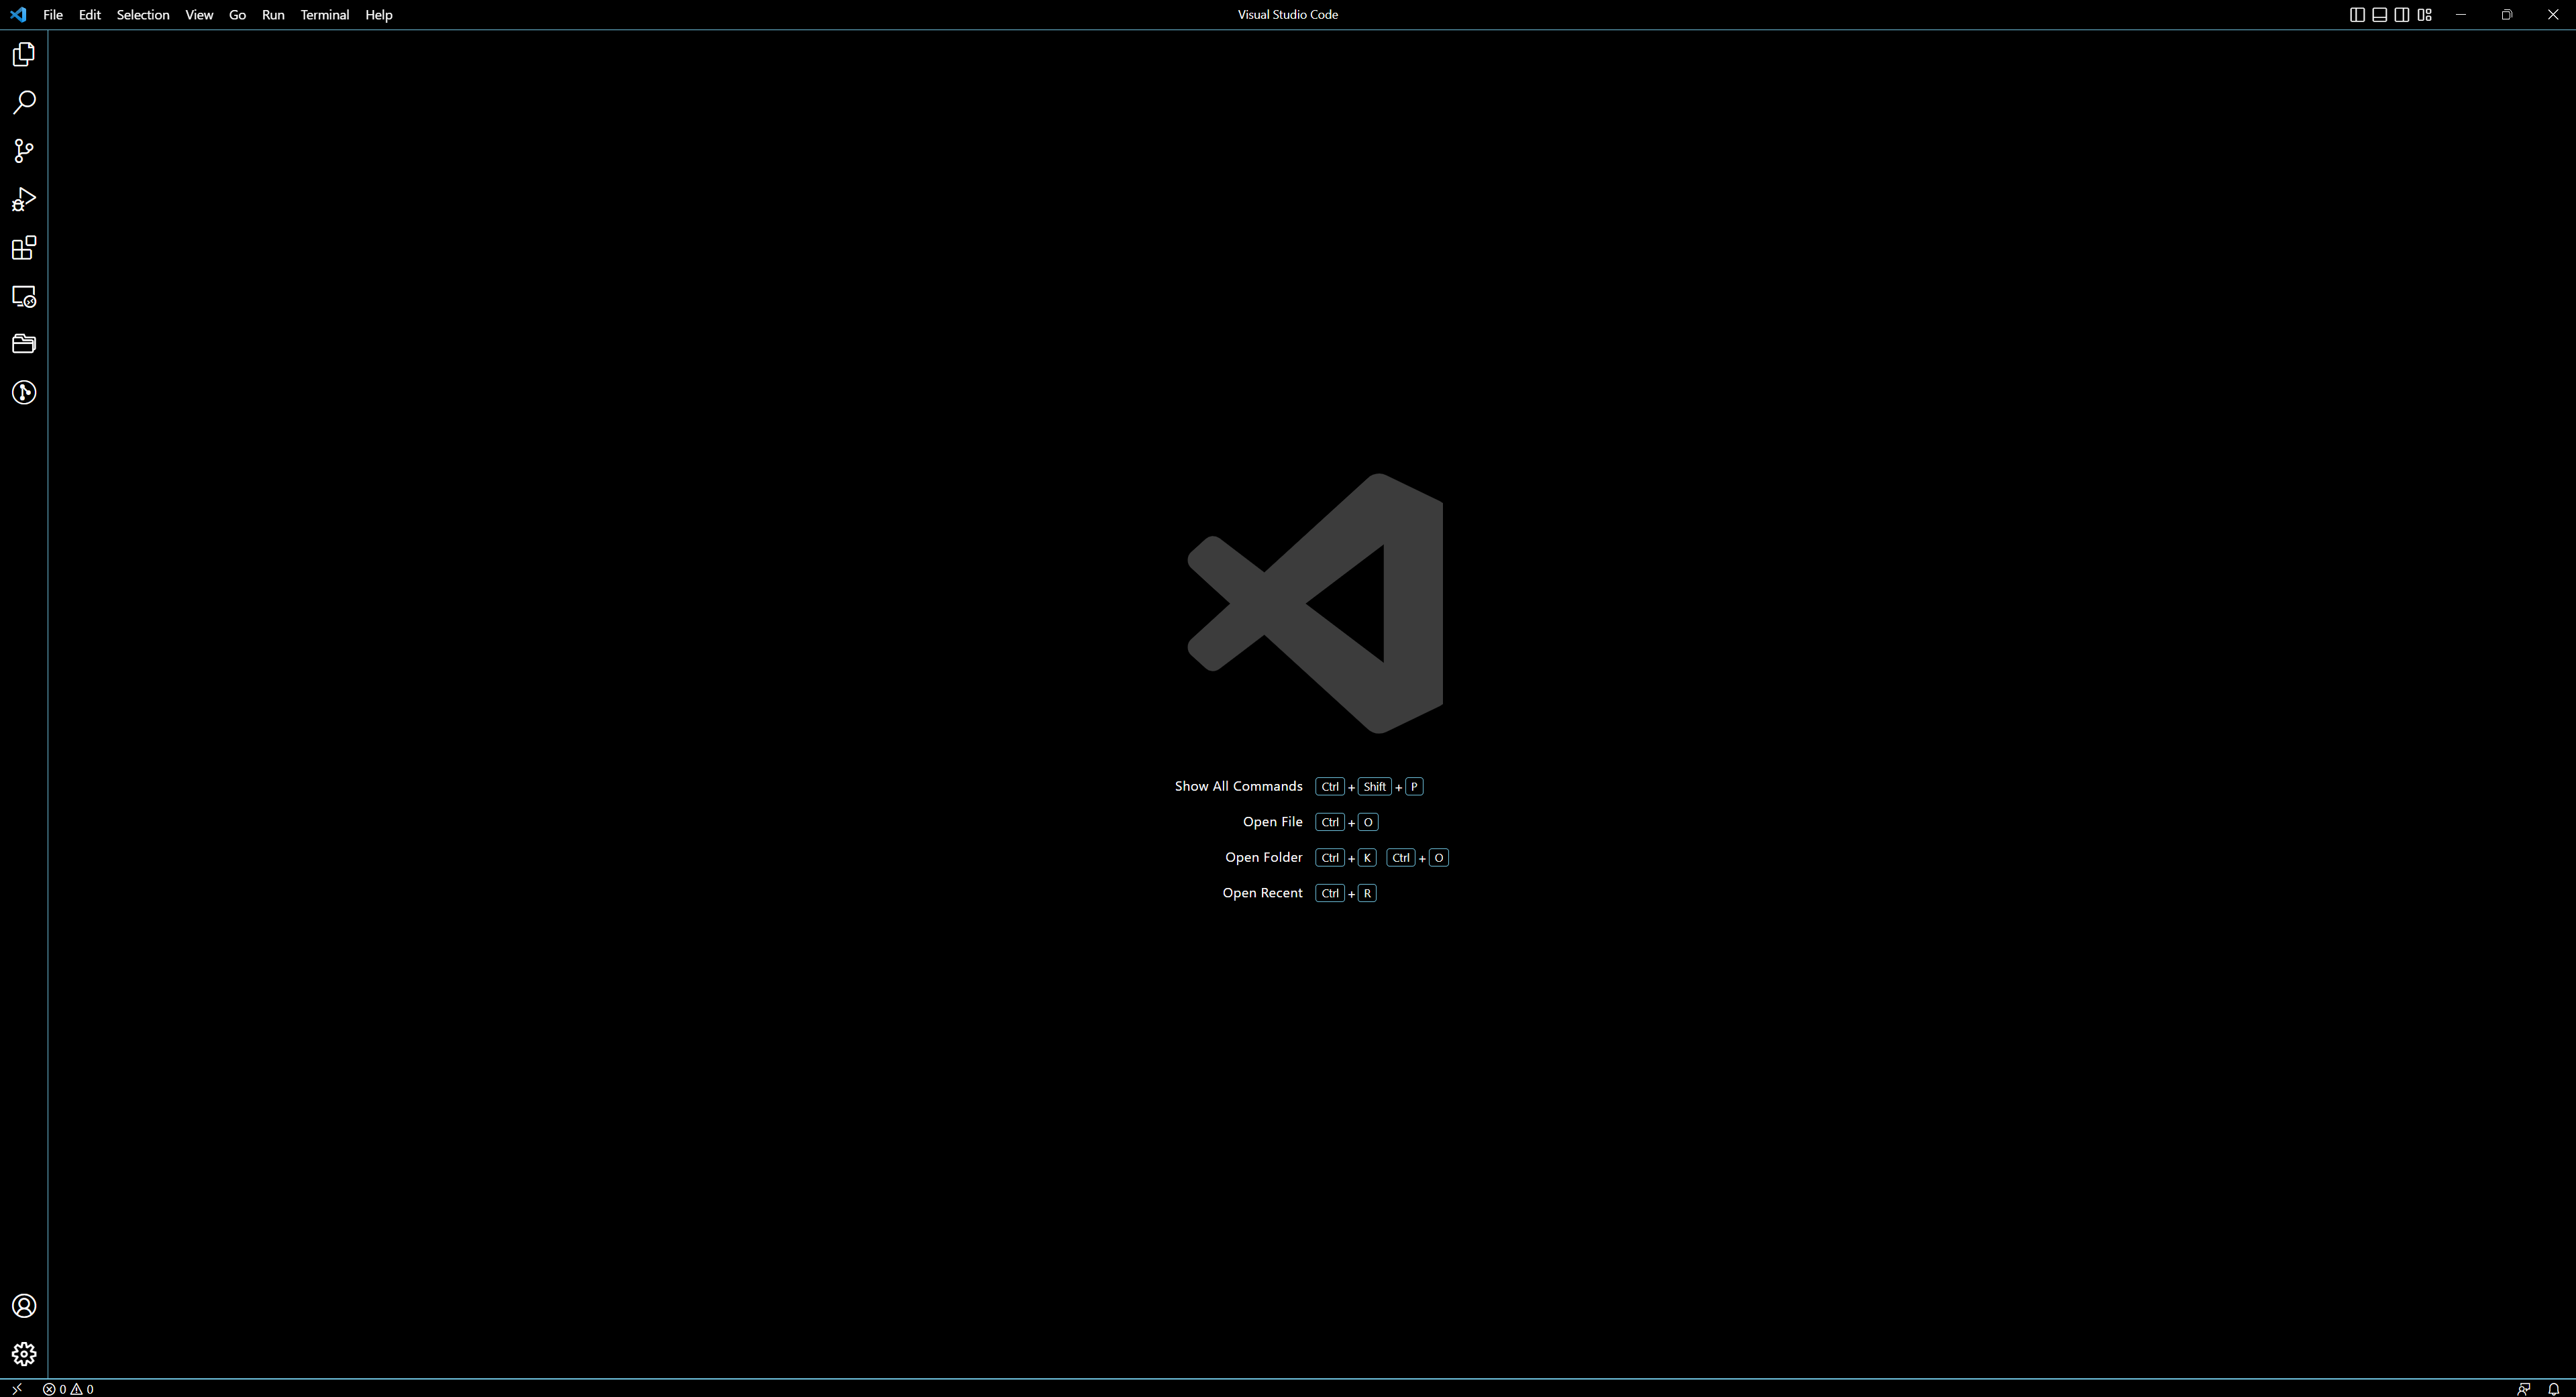 File Edit Selection View Go Run Terminal Help Visual Studio Code
Show All Commands Ctrl + Shift + P
Open File Ctrl + O
Open Folder Ctrl + K Ctrl + O
Open Recent Ctrl + R
0 0